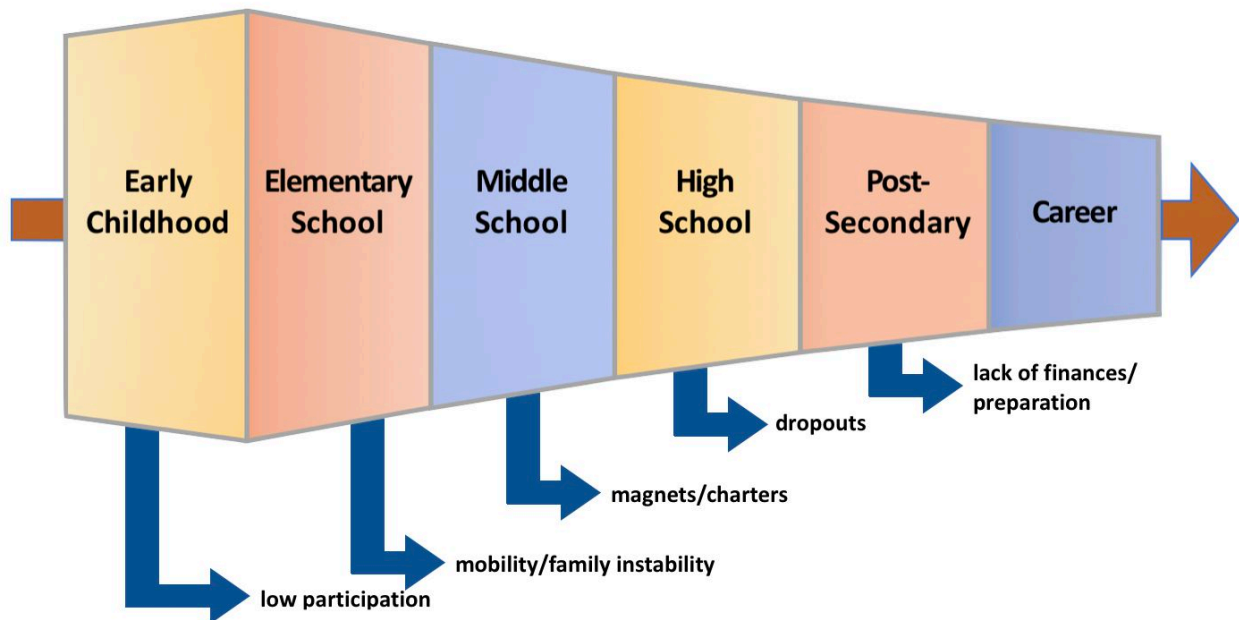 Early
Childhood
Elementary
School
Middle
School
High
School
Post-
Secondary
Career
lack of finances/
preparation
dropouts
magnets/charters
mobility/family instability
low participation